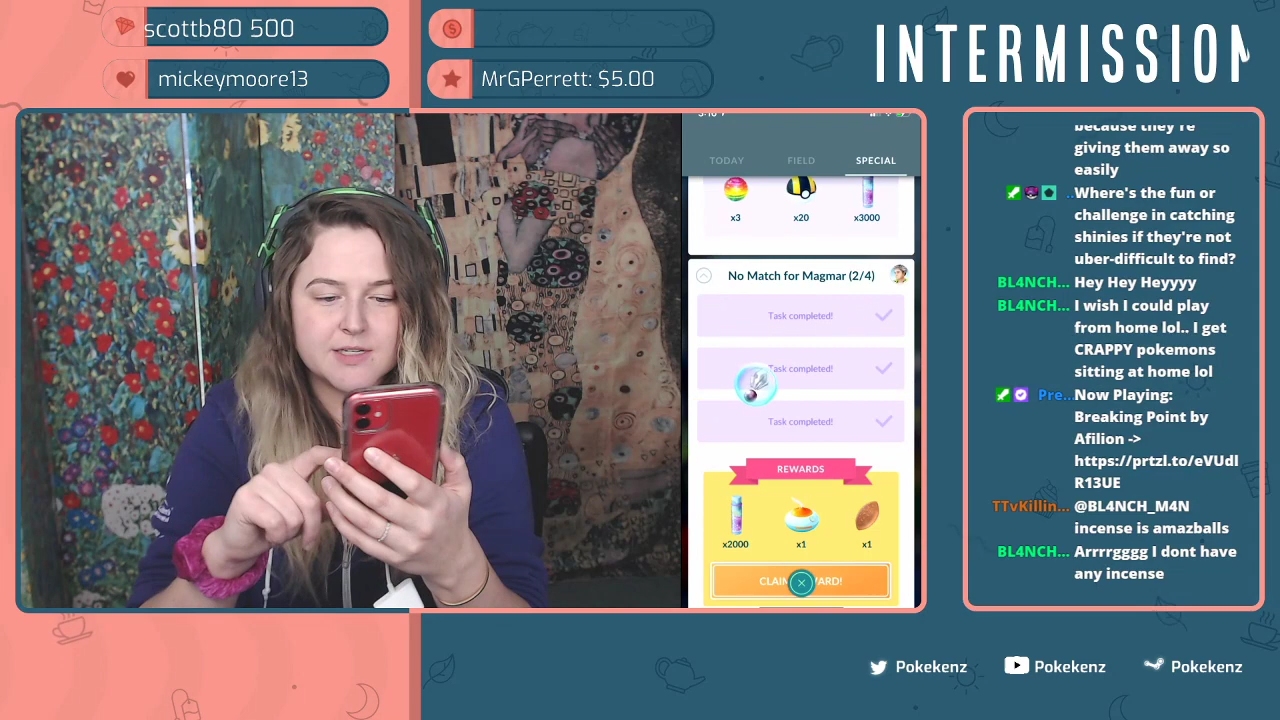 scottb80 500
mickeymoore13
MrGPerrett: $5.00
INTERMISSION
TODAY
FIELD
SPECIAL
x3
x20
x3000
No Match for Magmar (2/4)
Task completed!
Task completed!
Task completed!
REWARDS
x2000
x1
x1
because they're
giving them away so
easily
..Where's the fun or
challenge in catching
shinies if they're not
uber-difficult to find?
BL4NCH... Hey Hey Heyyyy
BL4NCH... I wish I could play
from home lol.. I get
CRAPPY pokemons
sitting at home lol
Pre...Now Playing:
Breaking Point by
Afilion ->
https://prtzl.to/eVUdl
R13UE
TTvKillin... @BL4NCH_M4N
incense is amazballs
BL4NCH... Arrrrgggg I dont have
any incense
Pokekenz
Pokekenz
Pokekenz